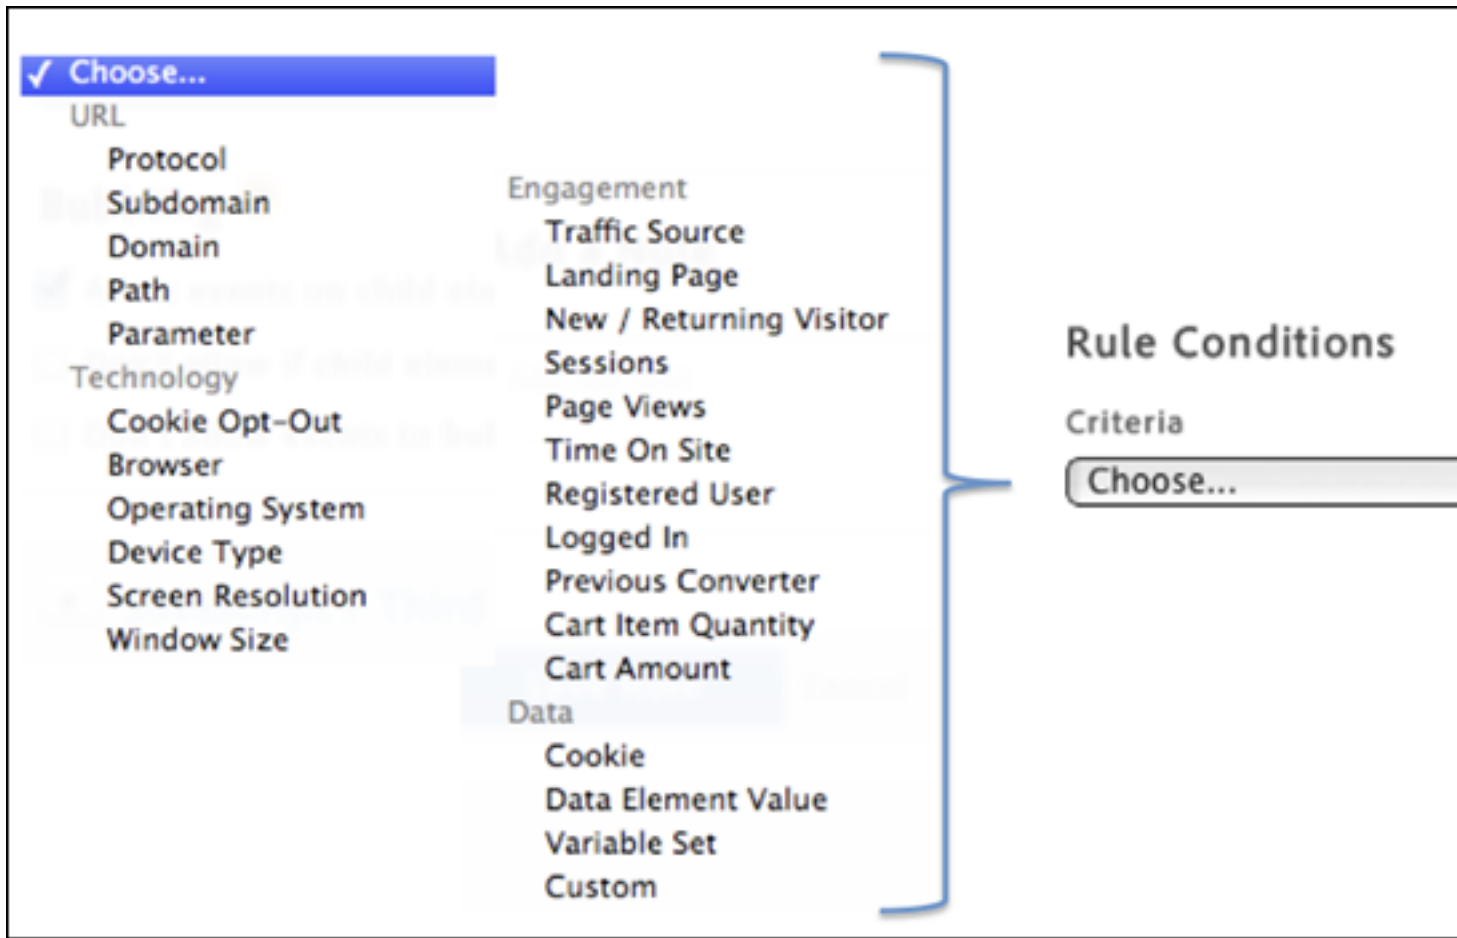 ✓ Choose...
URL
Protocol
Subdomain
Domain
Path
Parameter
Technology
Cookie Opt-Out
Browser
Operating System
Device Type
Screen Resolution
Window Size
Engagement
Traffic Source
Landing Page
New / Returning Visitor
Sessions
Page Views
Time On Site
Registered User
Logged In
Previous Converter
Cart Item Quantity
Cart Amount
Data
Cookie
Data Element Value
Variable Set
Custom
Rule Conditions
Criteria
Choose...